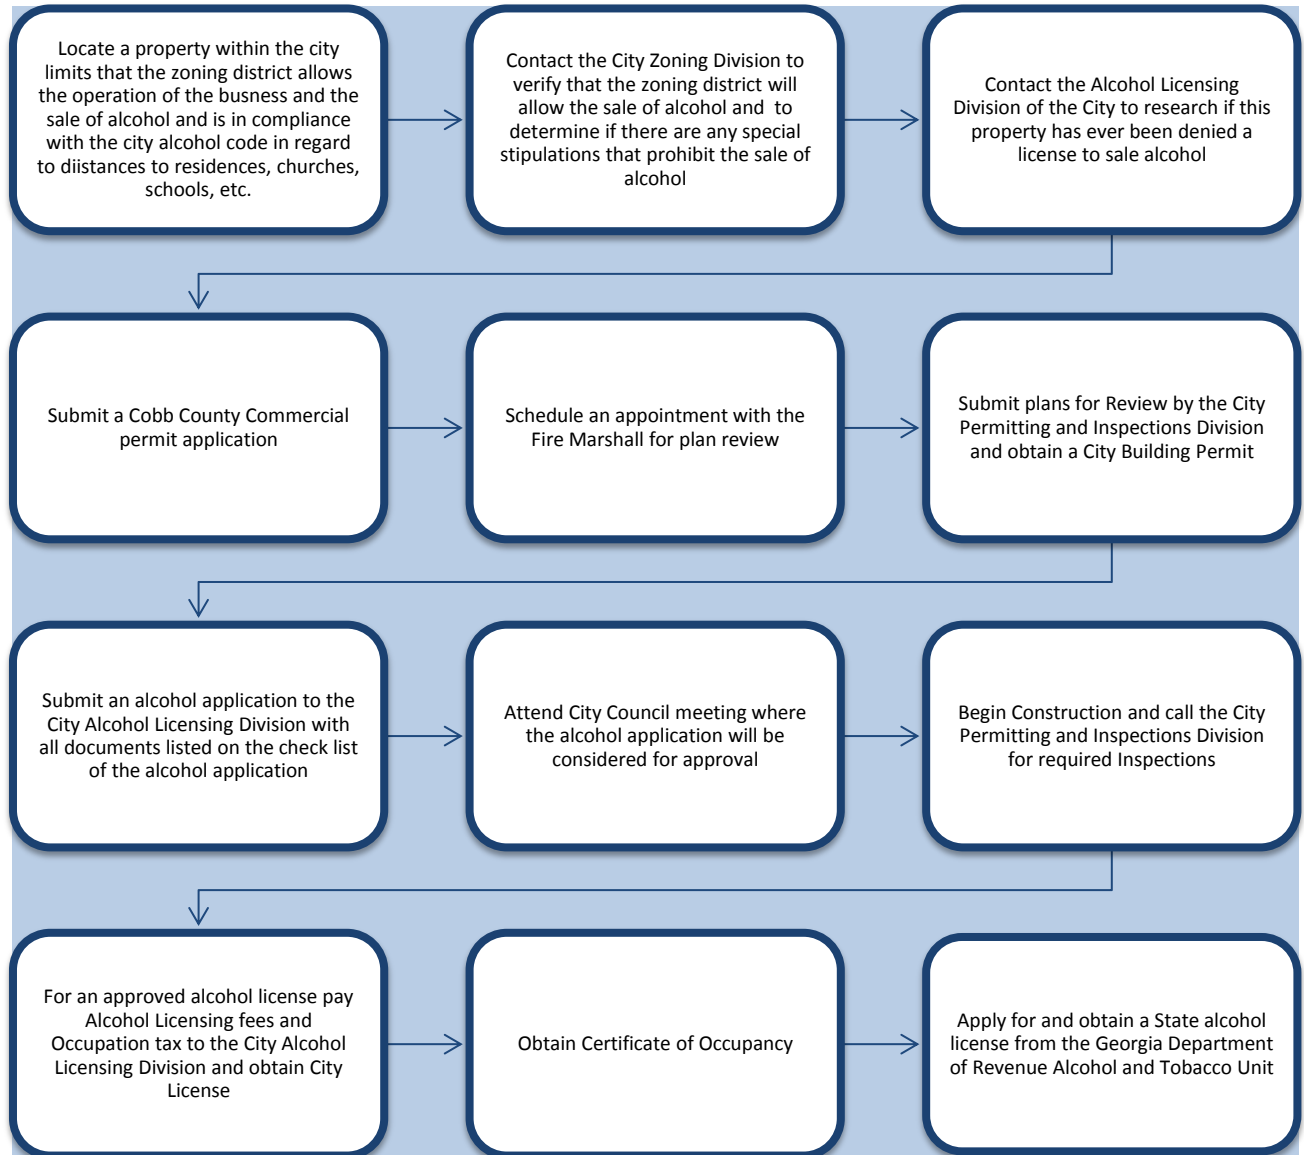 Locate a property within the city
limits that the zoning district allows
the operation of the busness and the
sale of alcohol and is in compliance
with the city alcohol code in regard
to diistances to residences, churches,
schools, etc.
Contact the City Zoning Division to
verify that the zoning district will
allow the sale of alcohol and  to
determine if there are any special
stipulations that prohibit the sale of
alcohol
Contact the Alcohol Licensing
Division of the City to research if this
property has ever been denied a
license to sale alcohol
Submit a Cobb County Commercial
permit application
Schedule an appointment with the
Fire Marshall for plan review
Submit plans for Review by the City
Permitting and Inspections Division
and obtain a City Building Permit
Submit an alcohol application to the
City Alcohol Licensing Division with
all documents listed on the check list
of the alcohol application
Attend City Council meeting where
the alcohol application will be
considered for approval
Begin Construction and call the City
Permitting and Inspections Division
for required Inspections
For an approved alcohol license pay
Alcohol Licensing fees and
Occupation tax to the City Alcohol
Licensing Division and obtain City
License
Obtain Certificate of Occupancy
Apply for and obtain a State alcohol
license from the Georgia Department
of Revenue Alcohol and Tobacco Unit